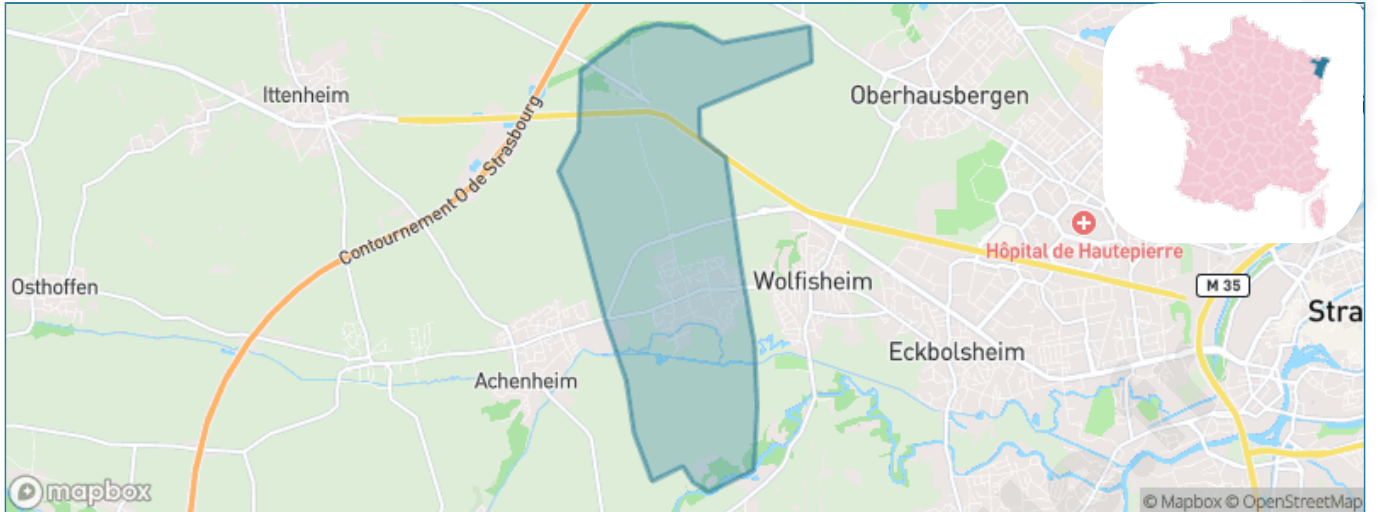 Ittenheim
Oberhausbergen
Contournement O de Strasbourg
Hôpital de Hautepierre
Osthoffen
Wolfisheim
M 35
Stra
Eckbolsheim
Achenheim
mapbox
© Mapbox © OpenStreetMap